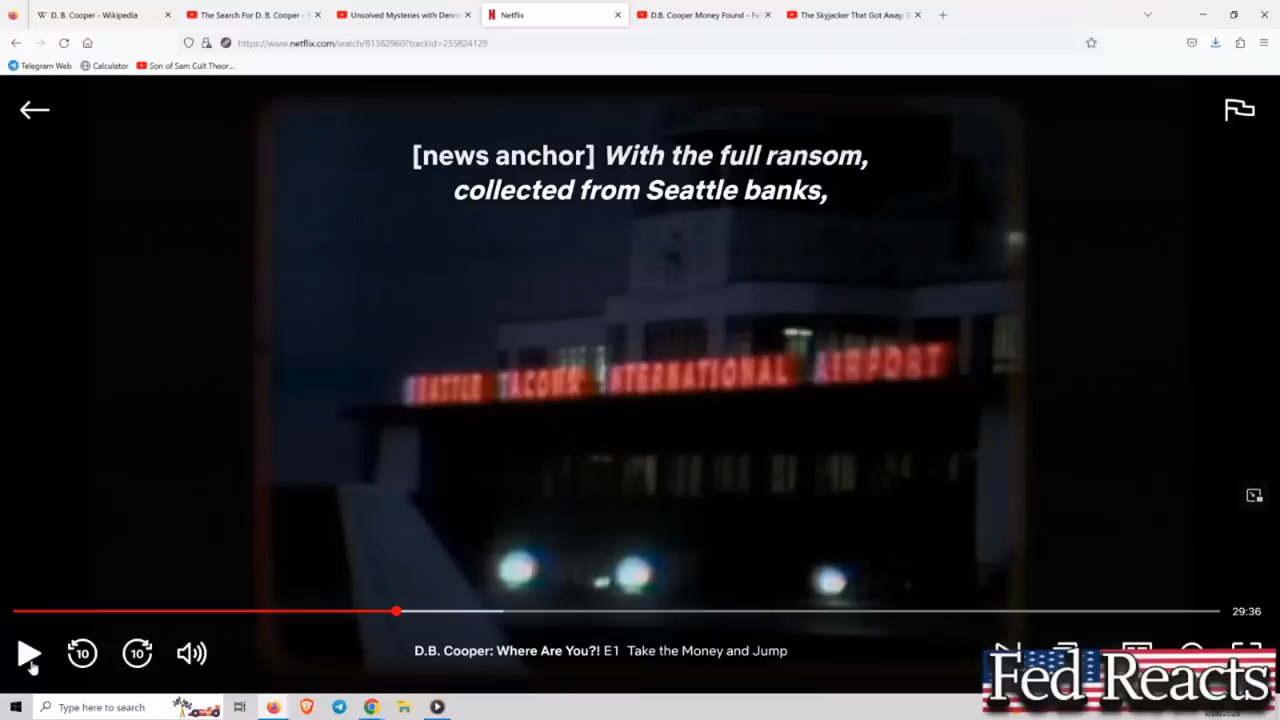 D. B. Cooper - Wikipedia
The Search For D. B. Cooper - Y
Unsolved Mysteries with Denn
Netflix
D.B. Cooper Money Found – Fe
The Skyjacker That Got Away:
https://www.netflix.com/watch/81382960?trackId=255824129
Telegram Web
Calculator
Son of Sam Cult Theor...
[news anchor] With the full ransom,
collected from Seattle banks,
SEATTLE TACOMA INTERNATIONAL AIRPORT
29:36
10
10
D.B. Cooper: Where Are You?! E1 Take the Money and Jump
Fed Reacts
Type here to search